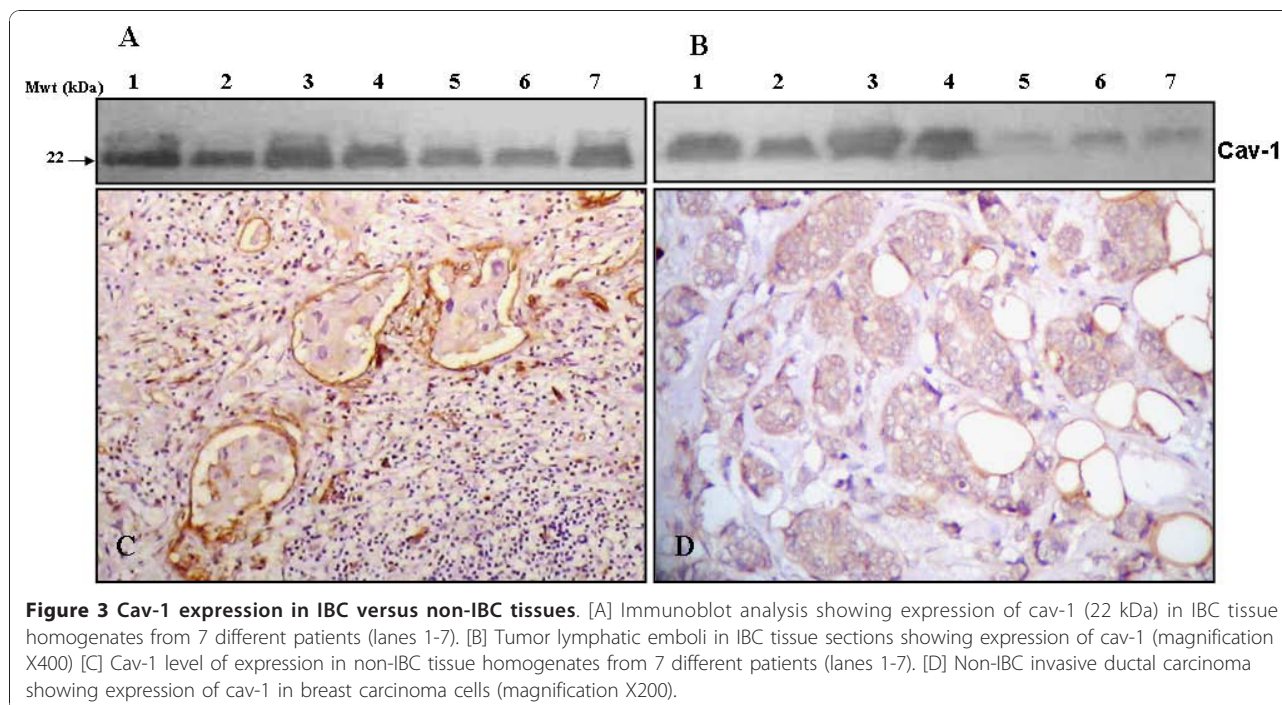 A
B
Mwt (kDa) 1 2 3 4 5 6 7
1 2 3 4 5 6 7
22
Cav-1
C
D
Figure 3 Cav-1 expression in IBC versus non-IBC tissues. [A] Immunoblot analysis showing expression of cav-1 (22 kDa) in IBC tissue
homogenates from 7 different patients (lanes 1-7). [B] Tumor lymphatic emboli in IBC tissue sections showing expression of cav-1 (magnification
X400) [C] Cav-1 level of expression in non-IBC tissue homogenates from 7 different patients (lanes 1-7). [D] Non-IBC invasive ductal carcinoma
showing expression of cav-1 in breast carcinoma cells (magnification X200).